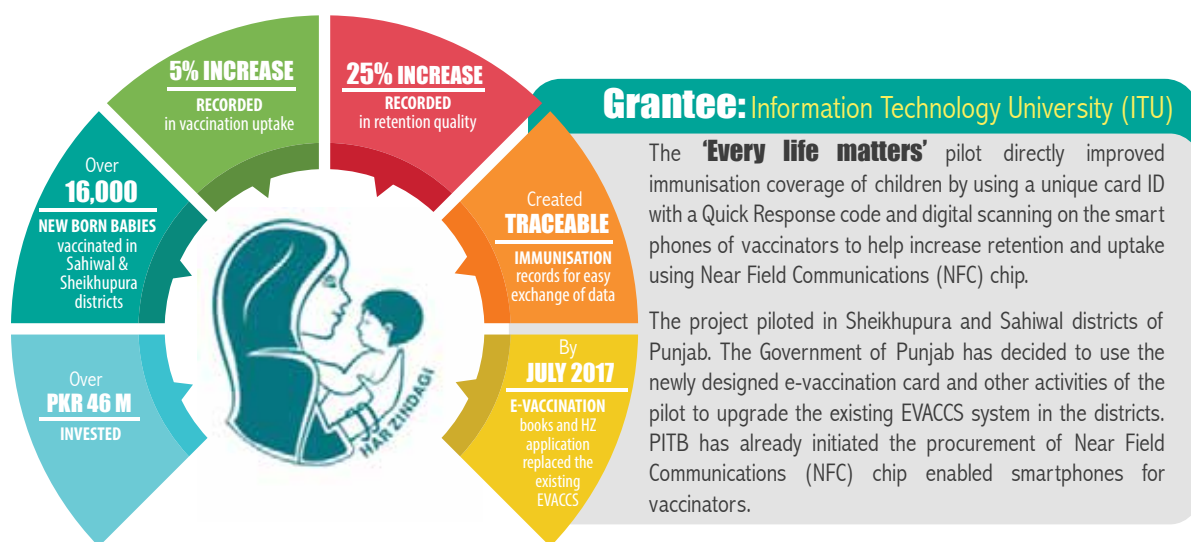 Over
PKR 46 M
INVESTED
Over
16,000
NEW BORN BABIES
vaccinated in
Sahiwal &
Sheikhupura
districts
5% INCREASE
RECORDED
in vaccination uptake
25% INCREASE
RECORDED
in retention quality
Created
TRACEABLE
IMMUNISATION
records for easy
exchange of data
By
JULY 2017
E-VACCINATION
books and HZ
application
replaced the
existing
EVACCS
HAR ZINDAGI
Grantee: Information Technology University (ITU)
The 'Every life matters' pilot directly improved
immunisation coverage of children by using a unique card ID
with a Quick Response code and digital scanning on the smart
phones of vaccinators to help increase retention and uptake
using Near Field Communications (NFC) chip.
The project piloted in Sheikhupura and Sahiwal districts of
Punjab. The Government of Punjab has decided to use the
newly designed e-vaccination card and other activities of the
pilot to upgrade the existing EVACCS system in the districts.
PITB has already initiated the procurement of Near Field
Communications (NFC) chip enabled smartphones for
vaccinators.